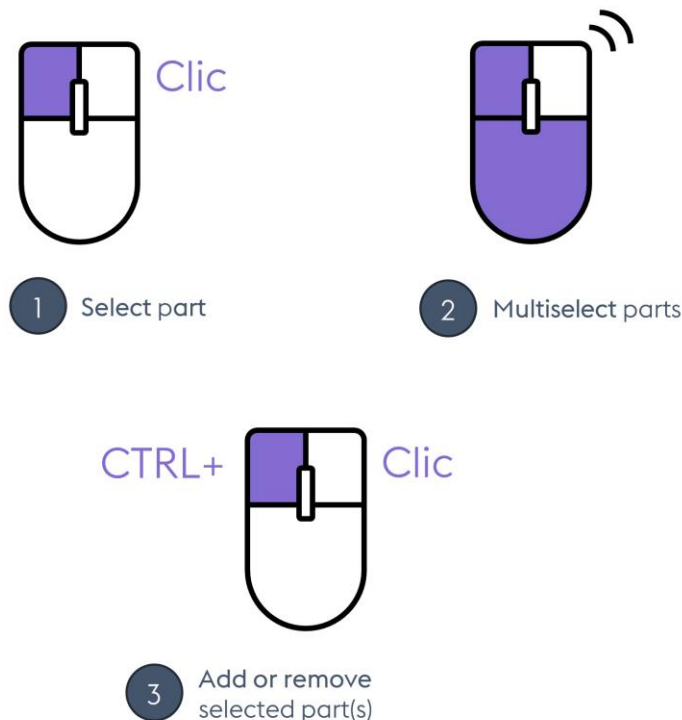 Clic
1 Select part
2 Multiselect parts
CTRL+ Clic
3 Add or remove
selected part(s)